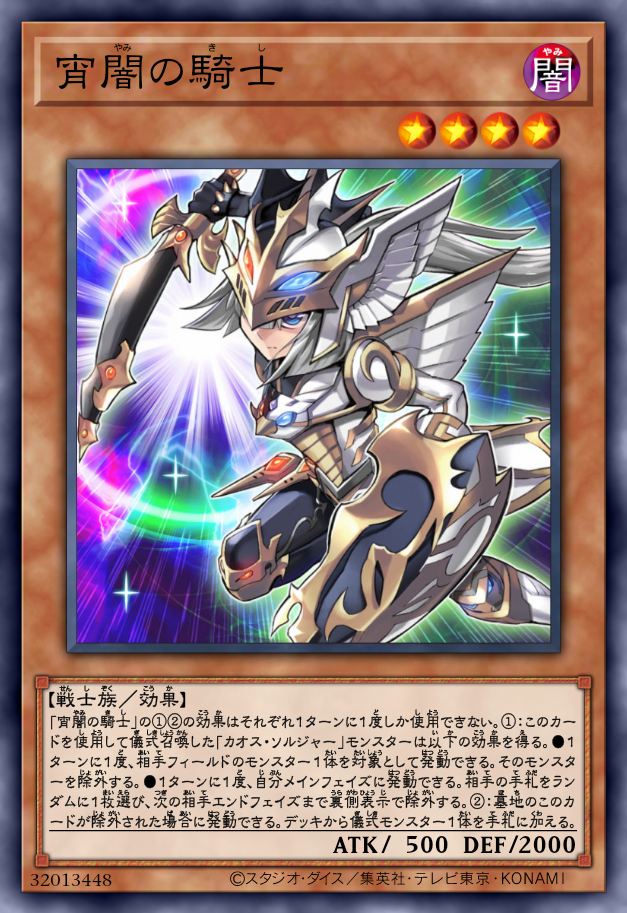 宵闇の騎士
闇
【戦士族／効果】
「宵闇の騎士」の①②の効果はそれぞれ1ターンに1度しか使用できない。①：このカー
ドを使用して儀式召喚した「カオス・ソルジャー」モンスターは以下の効果を得る。●1
ターンに1度、相手フィールドのモンスター1体を対象として発動できる。そのモンスタ
ーを除外する。●1ターンに1度、自分メインフェイズに発動できる。相手の手札をラン
ダムに1枚選び、次の相手エンドフェイズまで裏側表示で除外する。②：墓地のこのカ
ードが除外された場合に発動できる。デッキから儀式モンスター1体を手札に加える。
ATK/ 500 DEF/2000
32013448 ©スタジオ・ダイス／集英社・テレビ東京・KONAMI